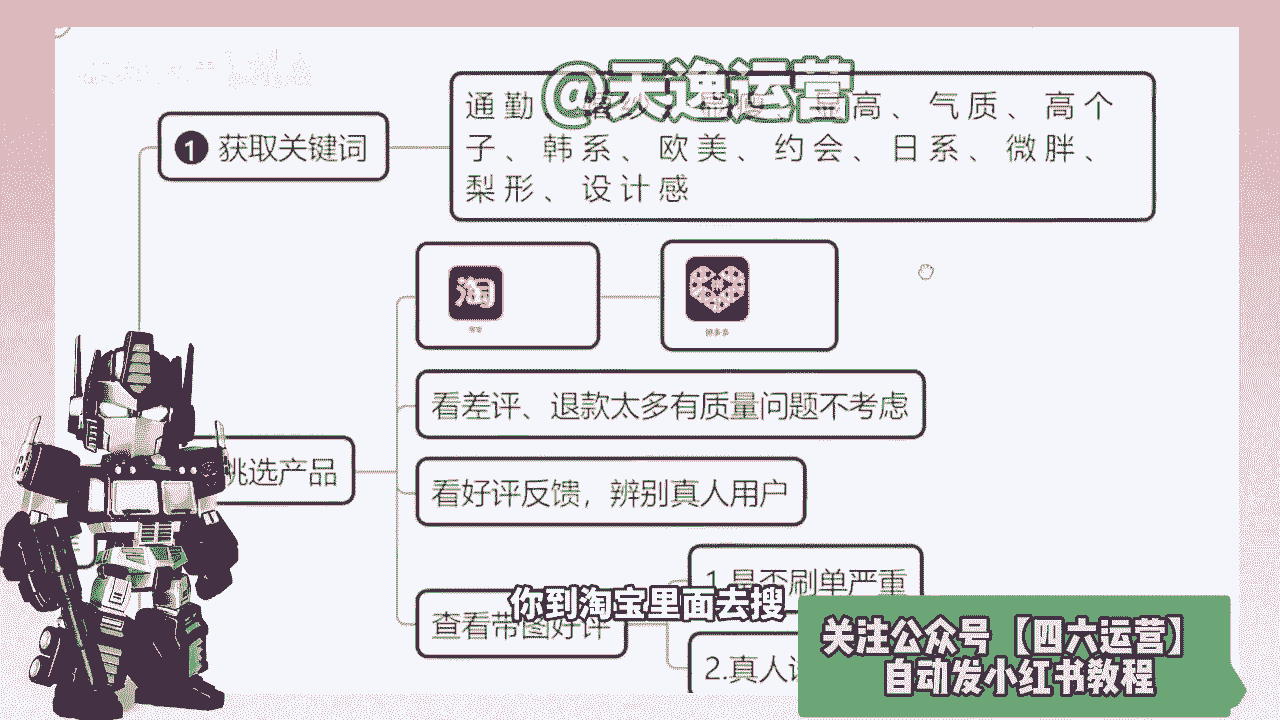 @天逸运营
1 获取关键词
通勤
高、气质、高个
子、韩系、欧美、约会、日系、微胖、
梨形、设计感
淘
拼
看差评、退款太多有质量问题不考虑
挑选产品
看好评反馈，辨别真人用户
1.是否刷单严重
查看带图好评
2.真人
你到淘宝里面去搜
关注公众号【四六运营】
自动发小红书教程